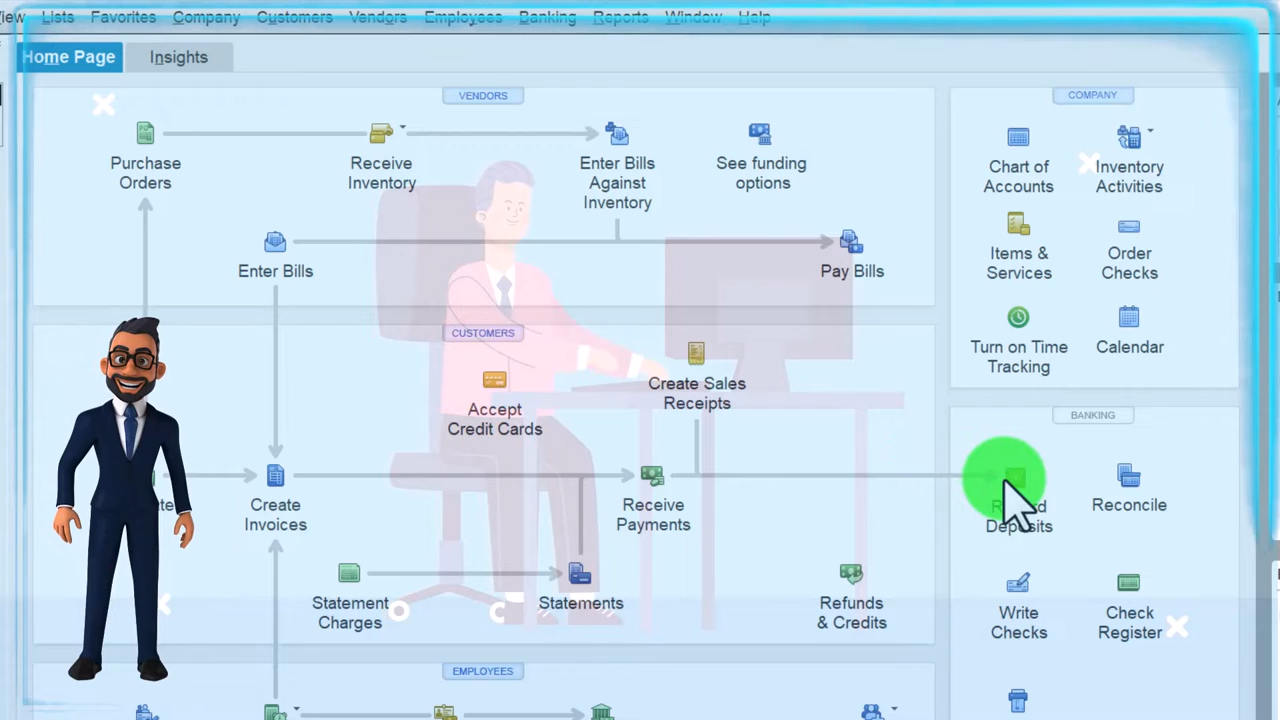 Lists Favorites Company Customers Vendors Employees Banking Reports Window Help
Home Page Insights
VENDORS
Purchase
Orders
Receive
Inventory
Enter Bills
Against
Inventory
See funding
options
Enter Bills
Pay Bills
CUSTOMERS
Accept
Credit Cards
Create Sales
Receipts
Create
Invoices
Receive
Payments
Statement
Charges
Statements
Refunds
& Credits
EMPLOYEES
COMPANY
Chart of
Accounts
Inventory
Activities
Items &
Services
Order
Checks
Turn on Time
Tracking
Calendar
BANKING
Deposits
Reconcile
Write
Checks
Check
Register